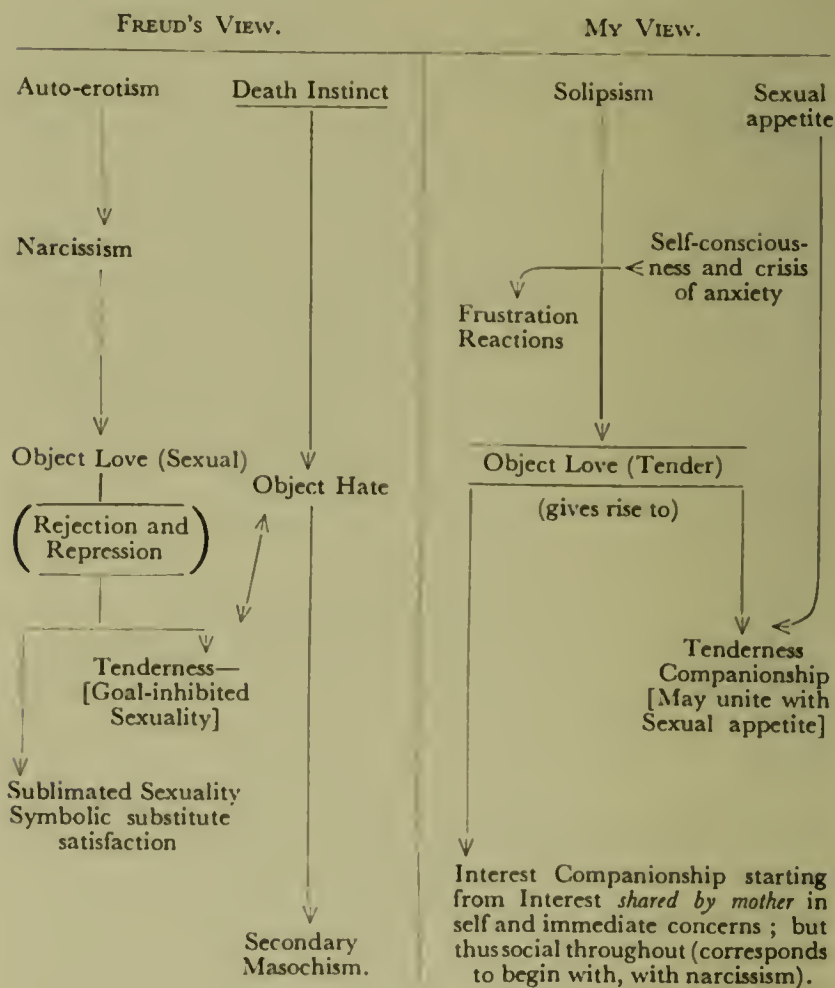 FREUD'S VIEW.
MY VIEW.
Auto-erotism
Death Instinct
Narcissism
Object Love (Sexual)
Object Hate
(Rejection and
Repression)
Tenderness—
[Goal-inhibited
Sexuality]
Sublimated Sexuality
Symbolic substitute
satisfaction
Secondary
Masochism.
Solipsism
Sexual
appetite
Self-conscious-
ness and crisis
of anxiety
Frustration
Reactions
Object Love (Tender)
(gives rise to)
Tenderness
Companionship
[May unite with
Sexual appetite]
Interest Companionship starting
from Interest shared by mother in
self and immediate concerns ; but
thus social throughout (corresponds
to begin with, with narcissism).